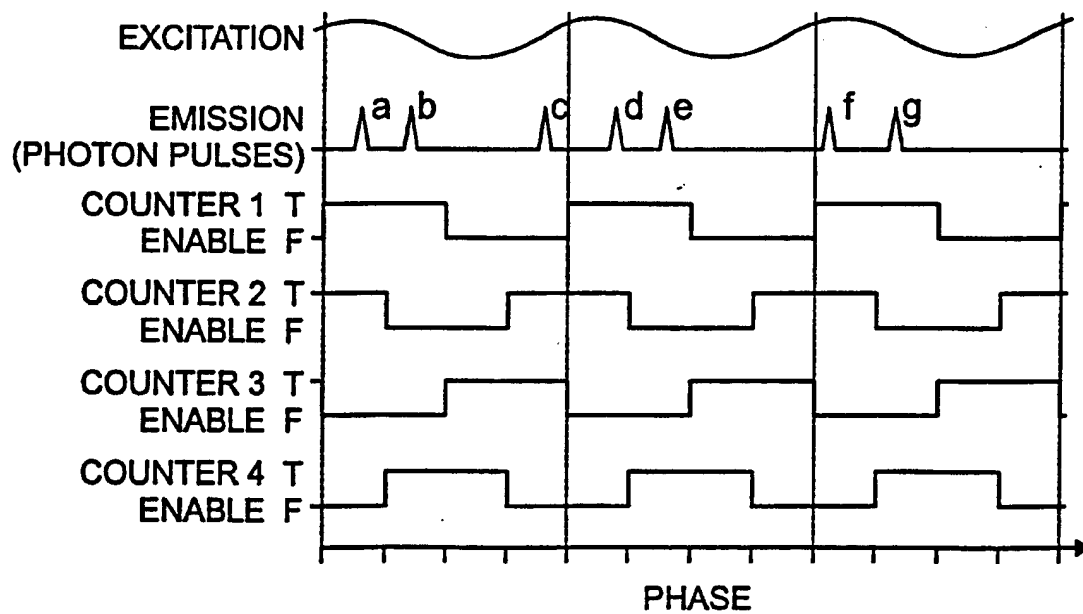 EXCITATION
a b c d e f g
EMISSION
(PHOTON PULSES)
COUNTER 1 T
ENABLE F
COUNTER 2 T
ENABLE F
COUNTER 3 T
ENABLE F
COUNTER 4 T
ENABLE F
PHASE